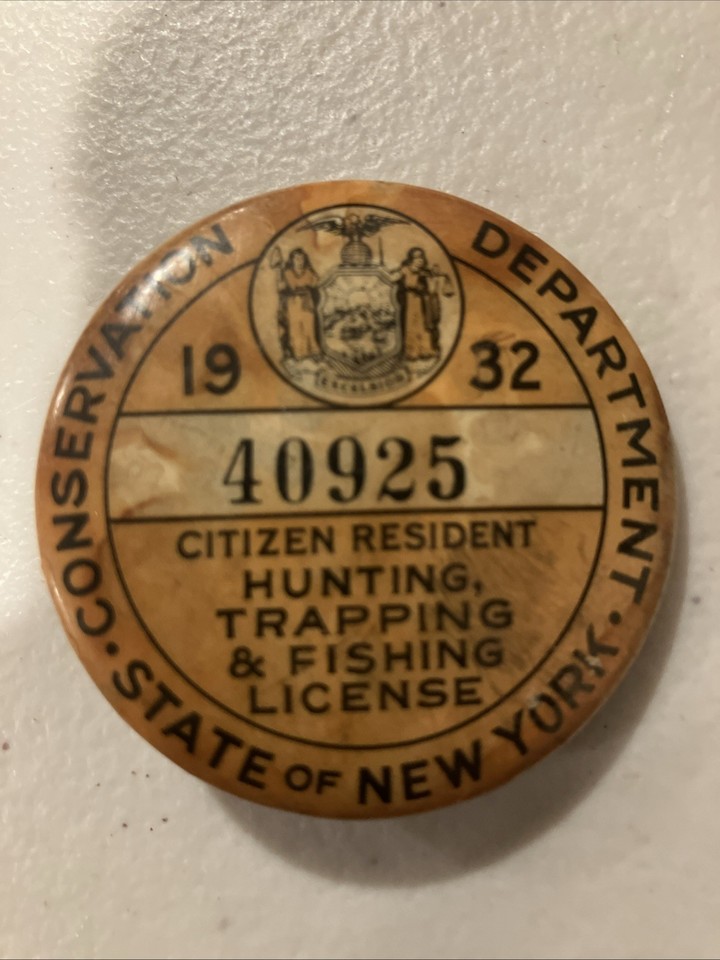 CONSERVATION DEPARTMENT
EXCELSIOR
19 32
40925
CITIZEN RESIDENT
HUNTING,
TRAPPING
& FISHING
LICENSE
• STATE OF NEW YORK •